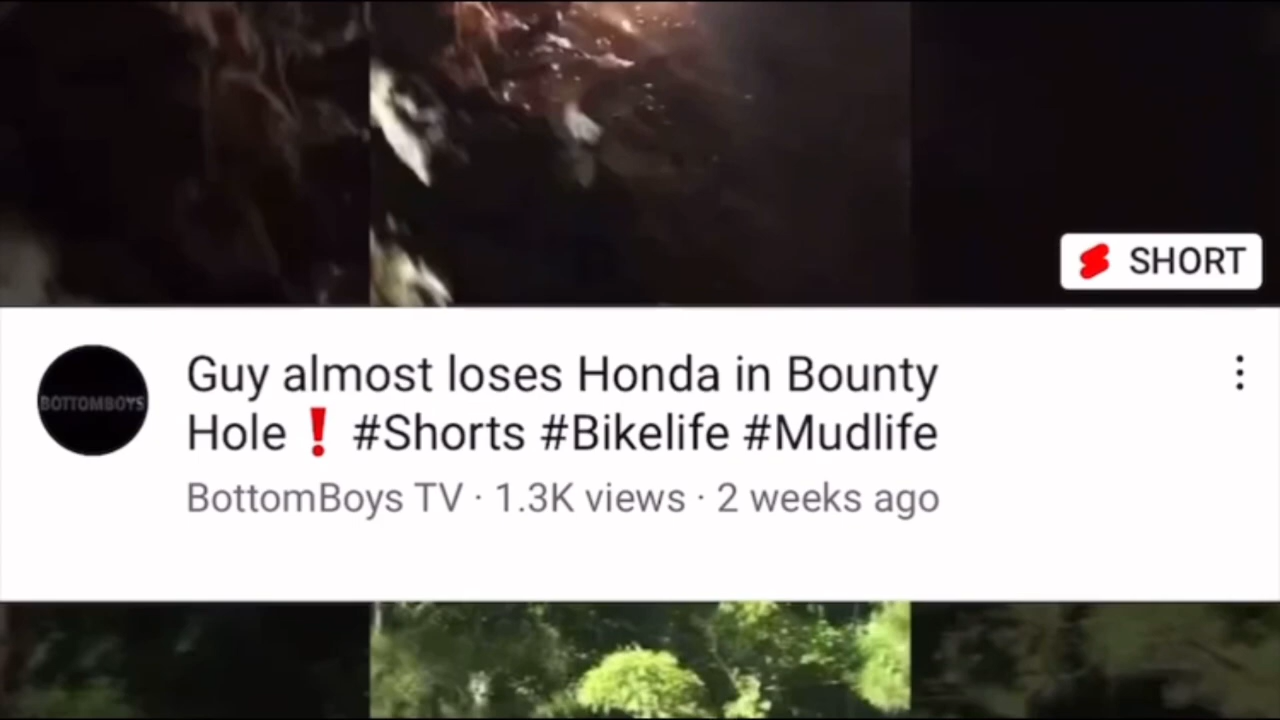 SHORT
Guy almost loses Honda in Bounty
Hole❗ #Shorts #Bikelife #Mudlife
BottomBoys TV · 1.3K views · 2 weeks ago
BOTTOMBOYS